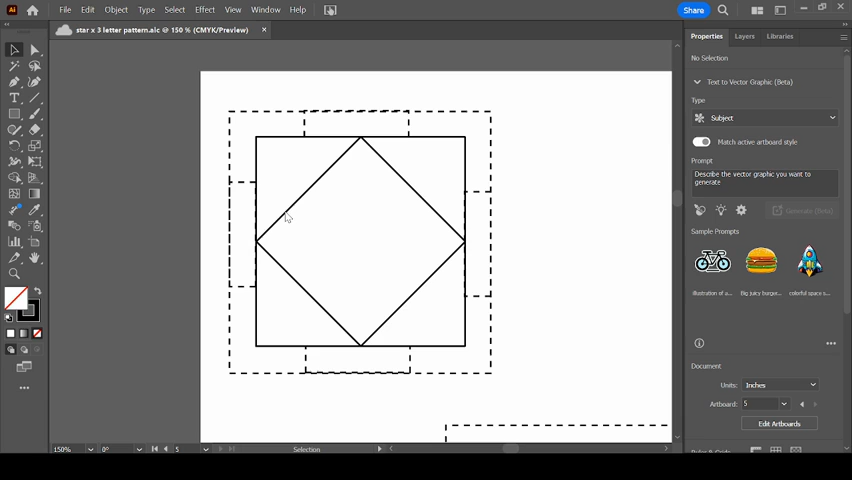 Ai
File Edit Object Type Select Effect View Window Help
Share
star x 3 letter pattern.aic @ 150 % (CMYK/Preview) ×
Properties Layers Libraries
No Selection
Text to Vector Graphic (Beta)
Type
Subject
Match active artboard style
Prompt
Describe the vector graphic you want to
generate
Generate (Beta)
Sample Prompts
illustration of a... Big juicy burger... colorful space s...
Document
Units: Inches
Artboard: 5
Edit Artboards
150% 0° 5 Selection